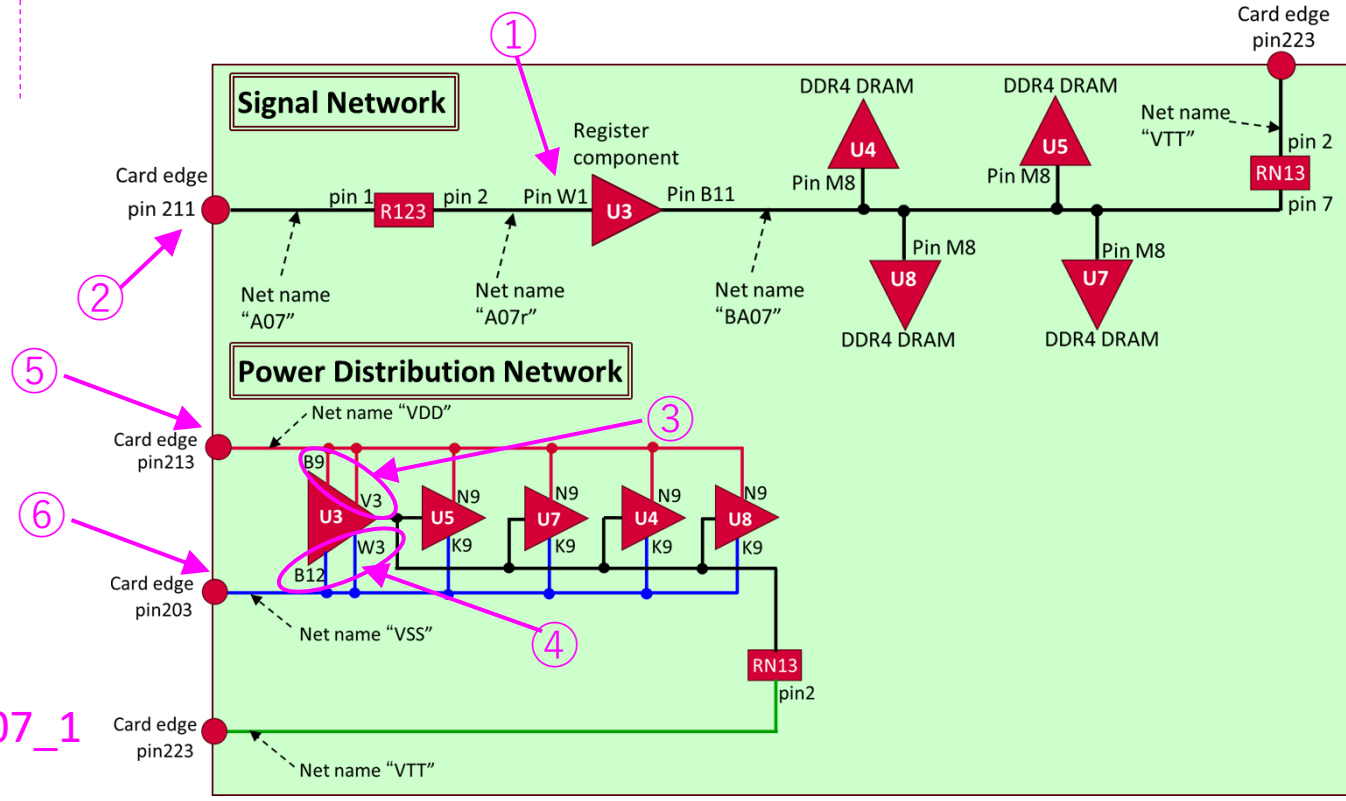 ①
Card edge
pin223
Signal Network
DDR4 DRAM
DDR4 DRAM
Net name
“VTT”
Register
component
pin 2
U4
U5
RN13
Card edge
pin 211
pin 1
R123
pin 2
Pin W1
U3
Pin B11
Pin M8
Pin M8
pin 7
②
Pin M8
Pin M8
U8
U7
Net name
“A07”
Net name
“A07r”
Net name
“BA07”
DDR4 DRAM
DDR4 DRAM
⑤
Power Distribution Network
Net name “VDD”
③
Card edge
pin213
B9
V3
N9
N9
N9
N9
U3
U5
U7
U4
U8
⑥
W3
K9
K9
K9
K9
B12
Card edge
pin203
Net name “VSS”
④
RN13
pin2
07_1
Card edge
pin223
Net name “VTT”